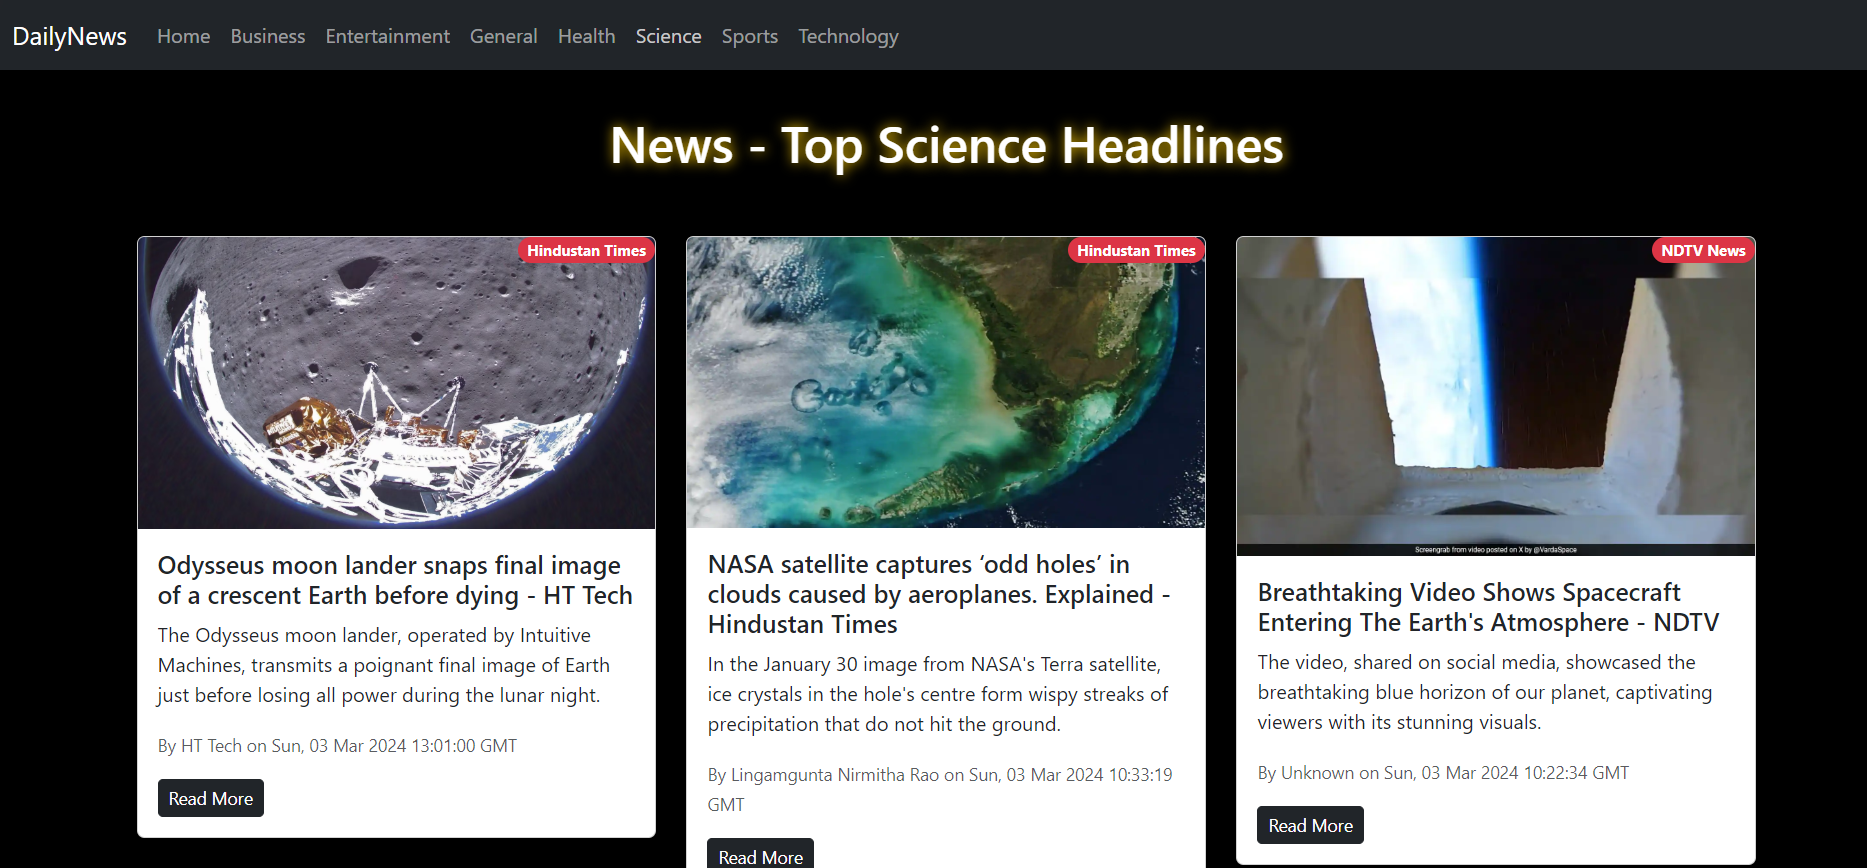 DailyNews Home Business Entertainment General Health Science Sports Technology
News - Top Science Headlines
Hindustan Times
Odysseus moon lander snaps final image
of a crescent Earth before dying - HT Tech
The Odysseus moon lander, operated by Intuitive
Machines, transmits a poignant final image of Earth
just before losing all power during the lunar night.
By HT Tech on Sun, 03 Mar 2024 13:01:00 GMT
Read More
Hindustan Times
NASA satellite captures ‘odd holes’ in
clouds caused by aeroplanes. Explained -
Hindustan Times
In the January 30 image from NASA's Terra satellite,
ice crystals in the hole's centre form wispy streaks of
precipitation that do not hit the ground.
By Lingamgunta Nirmitha Rao on Sun, 03 Mar 2024 10:33:19
GMT
Read More
NDTV News
Screengrab from video posted on X by @VardaSpace
Breathtaking Video Shows Spacecraft
Entering The Earth's Atmosphere - NDTV
The video, shared on social media, showcased the
breathtaking blue horizon of our planet, captivating
viewers with its stunning visuals.
By Unknown on Sun, 03 Mar 2024 10:22:34 GMT
Read More